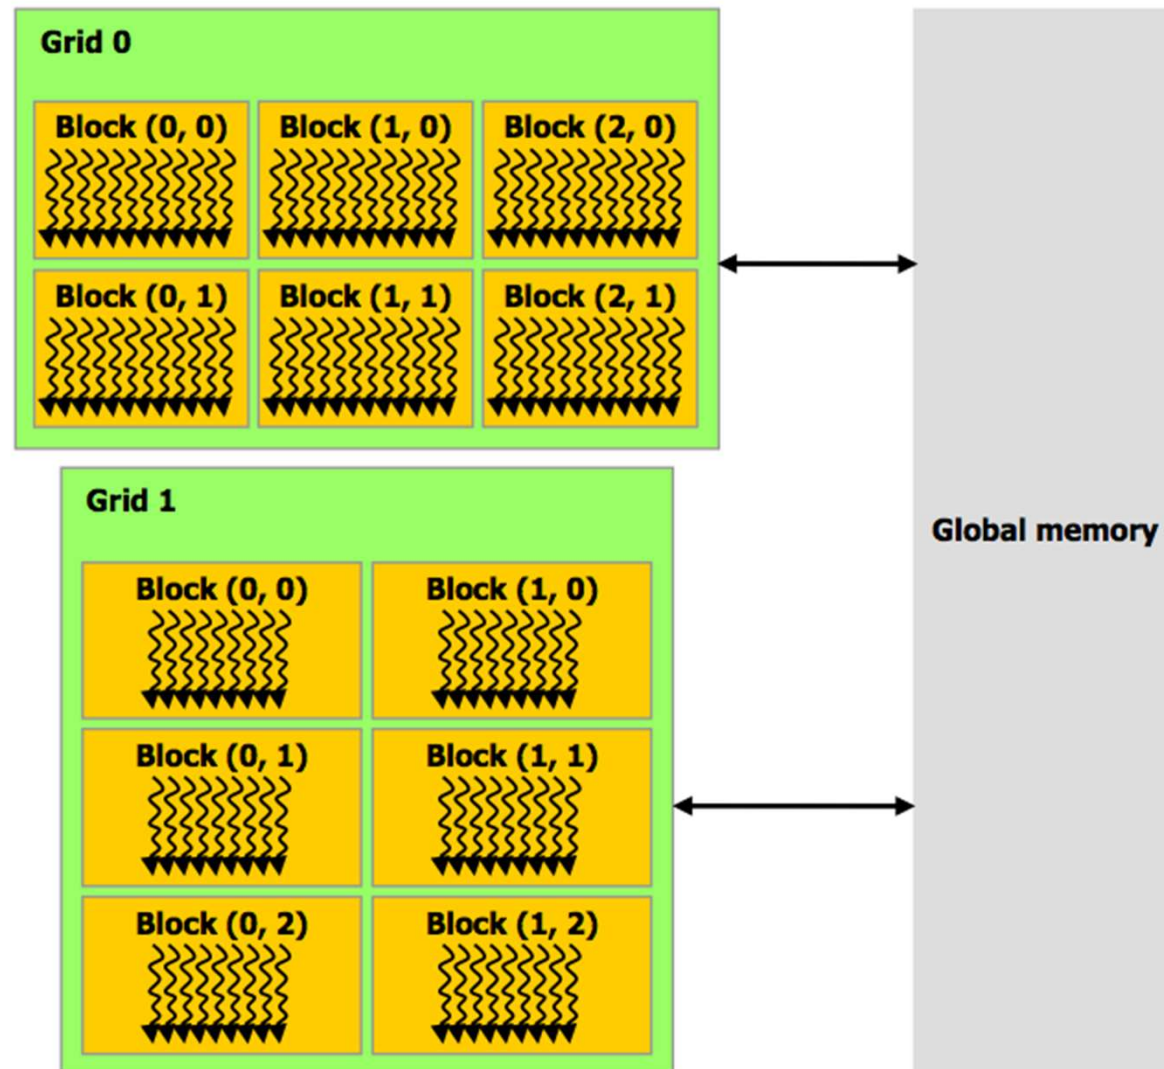 Grid 0
Block (0, 0) Block (1, 0) Block (2, 0)
Block (0, 1) Block (1, 1) Block (2, 1)
Grid 1
Global memory
Block (0, 0) Block (1, 0)
Block (0, 1) Block (1, 1)
Block (0, 2) Block (1, 2)